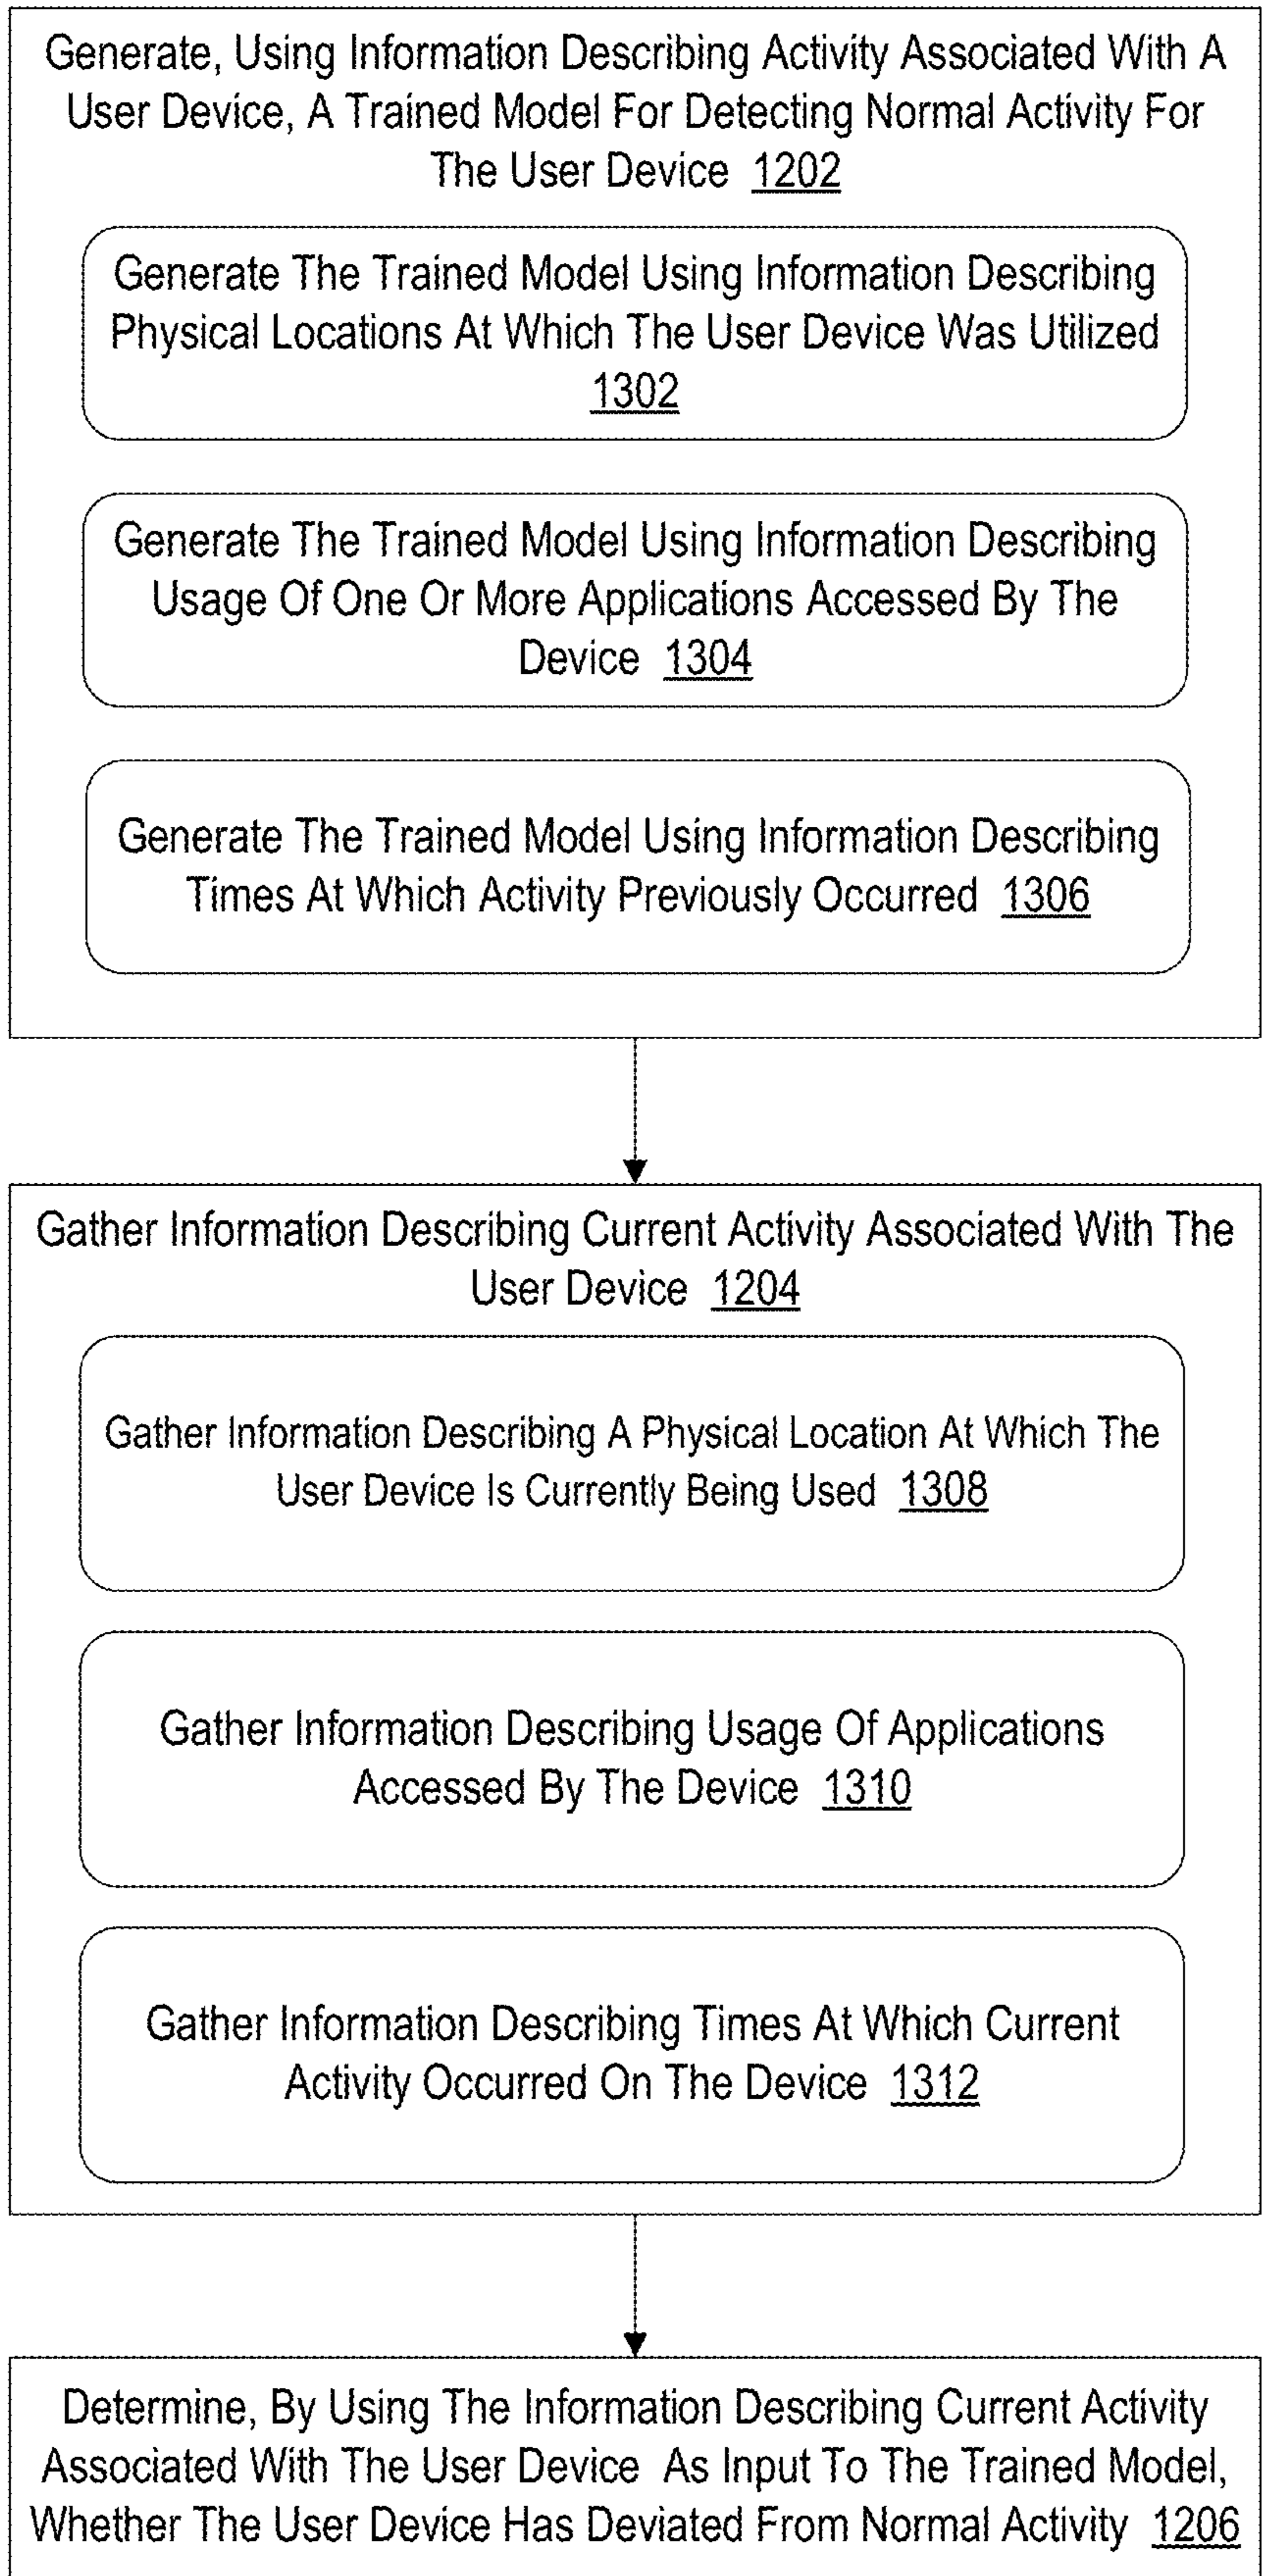 Generate, Using Information Describing Activity Associated With A
User Device, A Trained Model For Detecting Normal Activity For
The User Device 1202
Generate The Trained Model Using Information Describing
Physical Locations At Which The User Device Was Utilized
1302
Generate The Trained Model Using Information Describing
Usage Of One Or More Applications Accessed By The
Device 1304
Generate The Trained Model Using Information Describing
Times At Which Activity Previously Occurred 1306
Gather Information Describing Current Activity Associated With The
User Device 1204
Gather Information Describing A Physical Location At Which The
User Device Is Currently Being Used 1308
Gather Information Describing Usage Of Applications
Accessed By The Device 1310
Gather Information Describing Times At Which Current
Activity Occurred On The Device 1312
Determine, By Using The Information Describing Current Activity
Associated With The User Device As Input To The Trained Model,
Whether The User Device Has Deviated From Normal Activity 1206